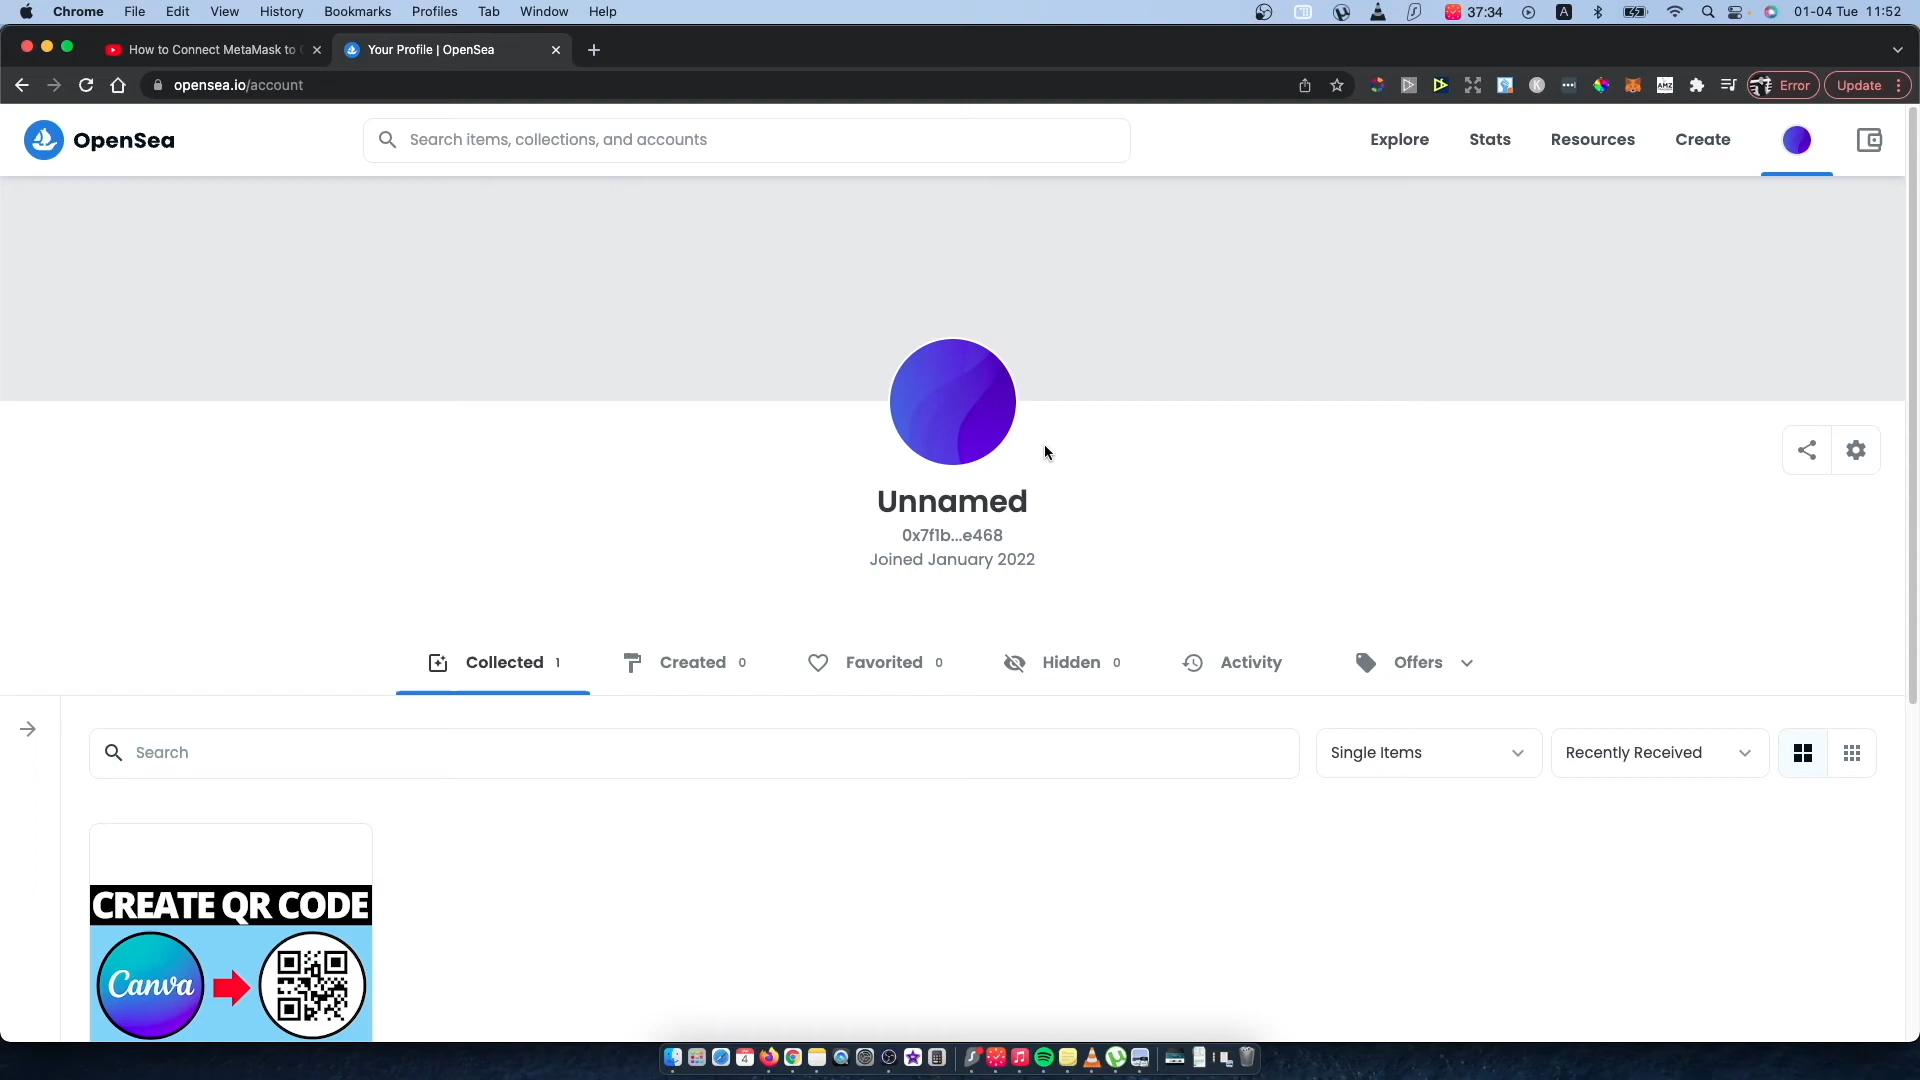 Chrome File Edit View History Bookmarks Profiles Tab Window Help 37:34 A 01-04 Tue 11:52
How to Connect MetaMask to
Your Profile | OpenSea
opensea.io/account
K
AMZ
Error
Update
OpenSea
Search items, collections, and accounts
Explore
Stats
Resources
Create
Unnamed
0x7f1b...e468
Joined January 2022
Collected 1
Created 0
Favorited 0
Hidden 0
Activity
Offers
Search
Single Items
Recently Received
CREATE QR CODE
Canva
4